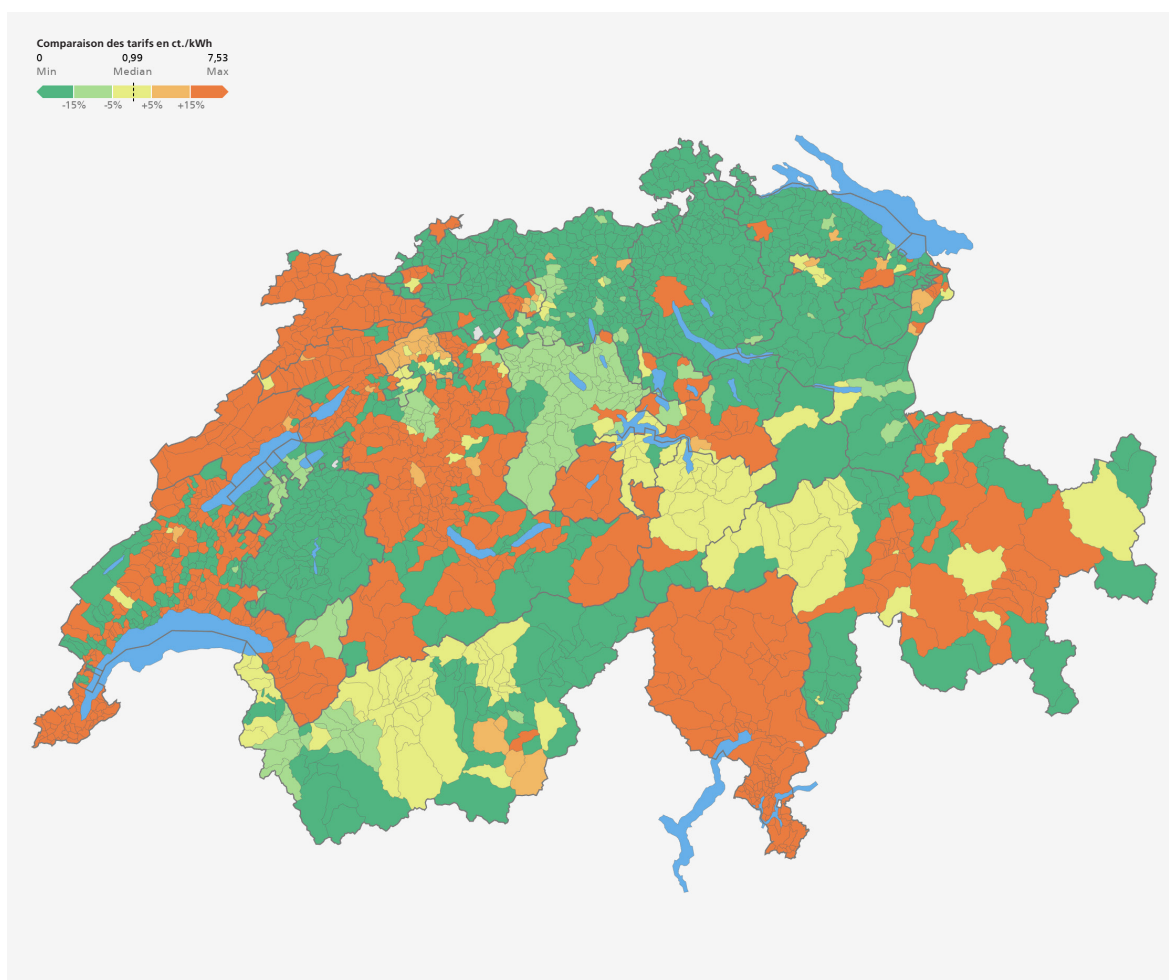 Comparaison des tarifs en ct./kWh
0 0,99 7,53
Min Median Max
-15% -5% +5% +15%